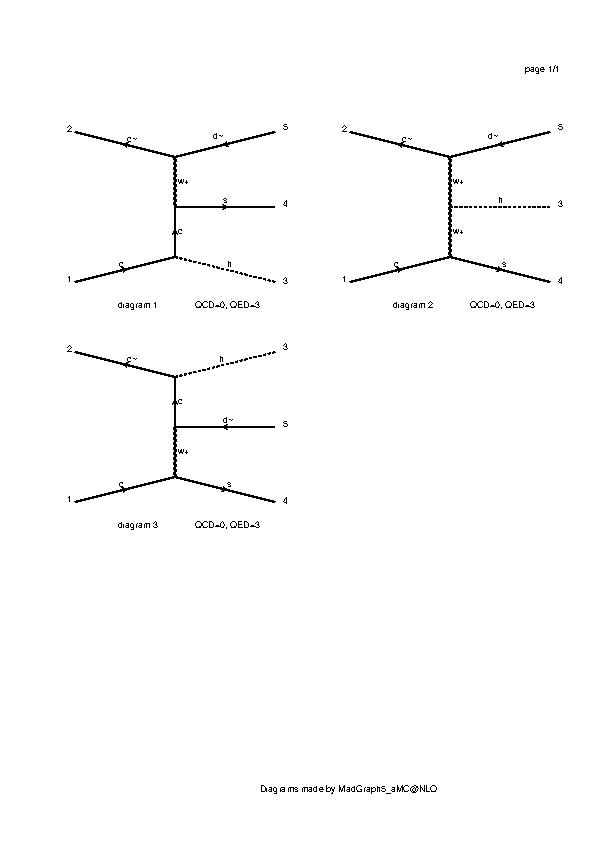 page 1/1
2 c~ d~ 5
w+
s 4
c
1 c h 3
diagram 1 QCD=0, QED=3
2 c~ d~ 5
w+
h 3
w+
1 c s 4
diagram 2 QCD=0, QED=3
2 c~ h 3
c
d~ 5
w+
1 c s 4
diagram 3 QCD=0, QED=3
Diagrams made by MadGraph5_aMC@NLO